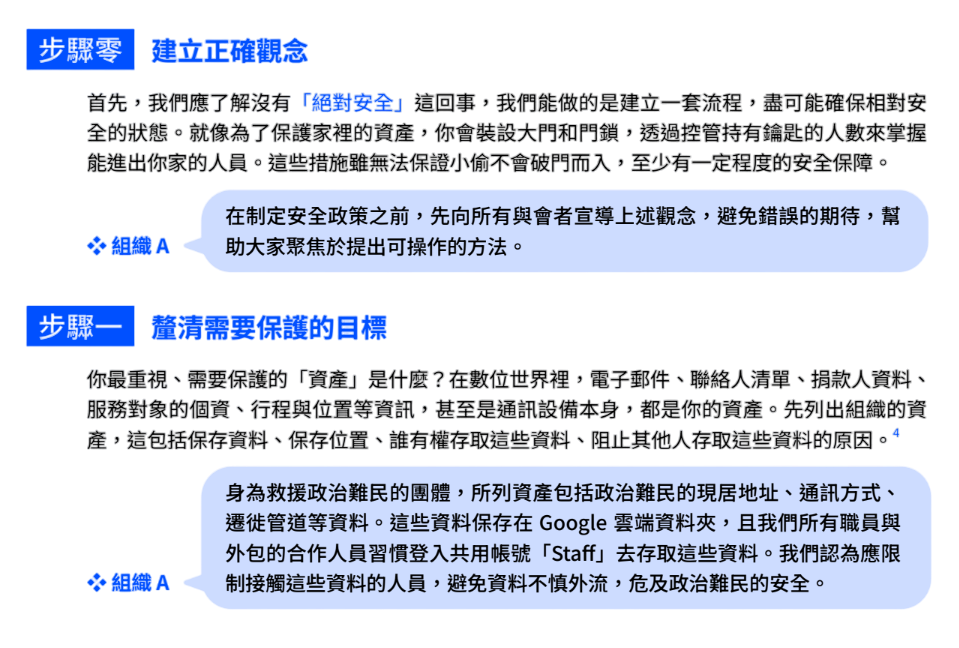 步驟零 建立正確觀念
首先，我們應了解沒有「絕對安全」這回事，我們能做的是建立一套流程，盡可能確保相對安
全的狀態。就像為了保護家裡的資產，你會裝設大門和門鎖，透過控管持有鑰匙的人數來掌握
能進出你家的人員。這些措施雖無法保證小偷不會破門而入，至少有一定程度的安全保障。
在制定安全政策之前，先向所有與會者宣導上述觀念，避免錯誤的期待，幫
助大家聚焦於提出可操作的方法。
❖ 組織 A
步驟一 釐清需要保護的目標
你最重視、需要保護的「資產」是什麼？在數位世界裡，電子郵件、聯絡人清單、捐款人資料、
服務對象的個資、行程與位置等資訊，甚至是通訊設備本身，都是你的資產。先列出組織的資
產，這包括保存資料、保存位置、誰有權存取這些資料、阻止其他人存取這些資料的原因。4
身為救援政治難民的團體，所列資產包括政治難民的現居地址、通訊方式、
遷徙管道等資料。這些資料保存在 Google 雲端資料夾，且我們所有職員與
外包的合作人員習慣登入共用帳號「Staff」去存取這些資料。我們認為應限
制接觸這些資料的人員，避免資料不慎外流，危及政治難民的安全。
❖ 組織 A